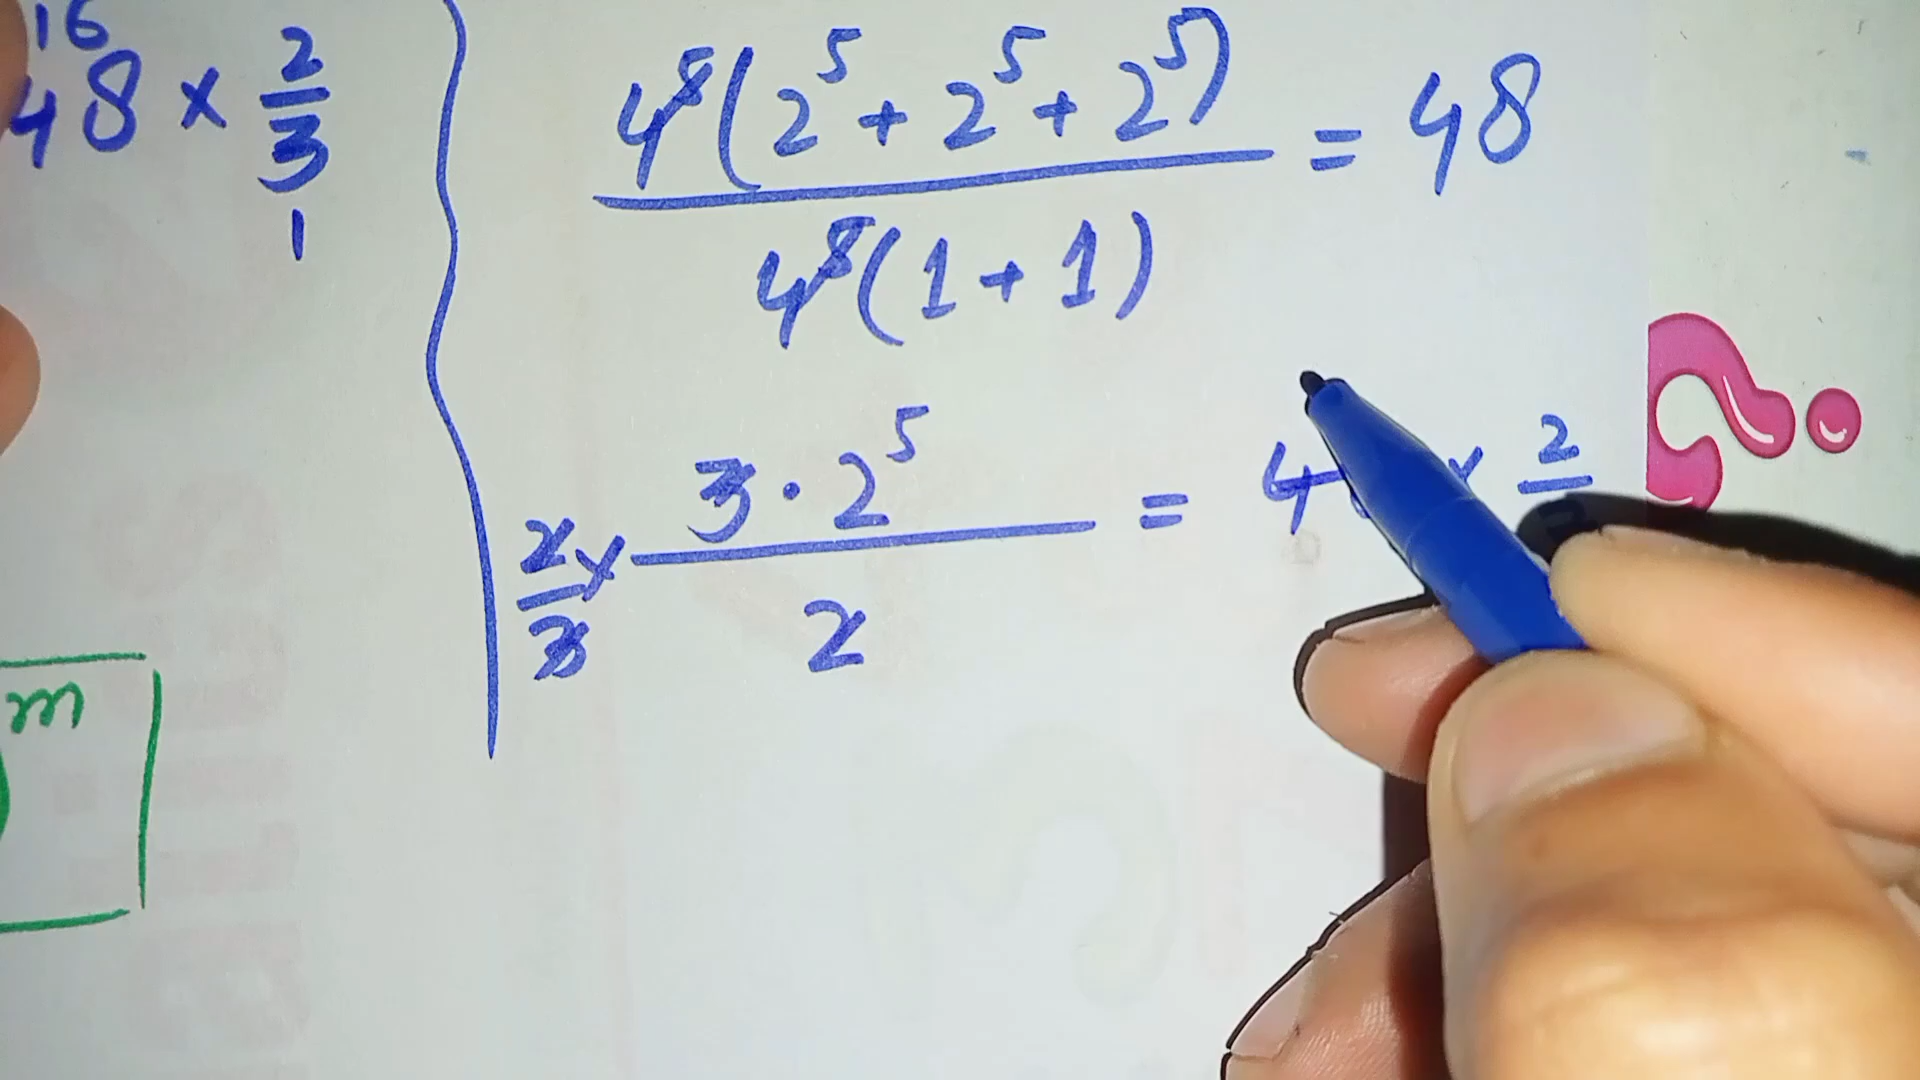 16
48 × 2/3
1
m
4⁸(2⁵ + 2⁵ + 2⁵) / 4⁸(1 + 1) = 48
2/3 × 3 · 2⁵ / 2 = 4 × 2